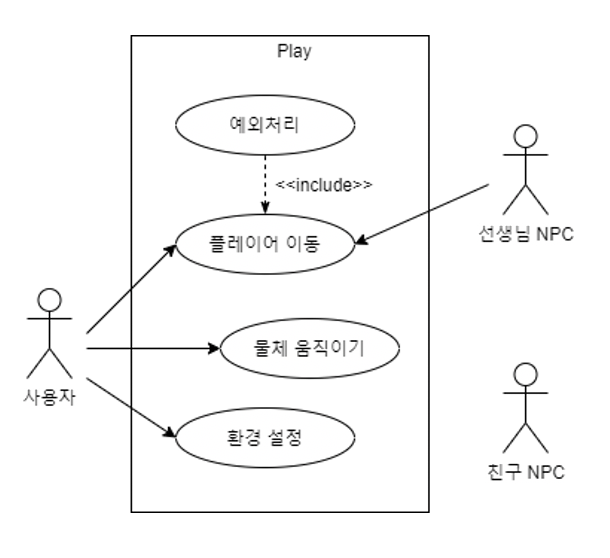 Play
예외처리
<<include>>
플레이어 이동
선생님 NPC
물체 움직이기
사용자
환경 설정
친구 NPC